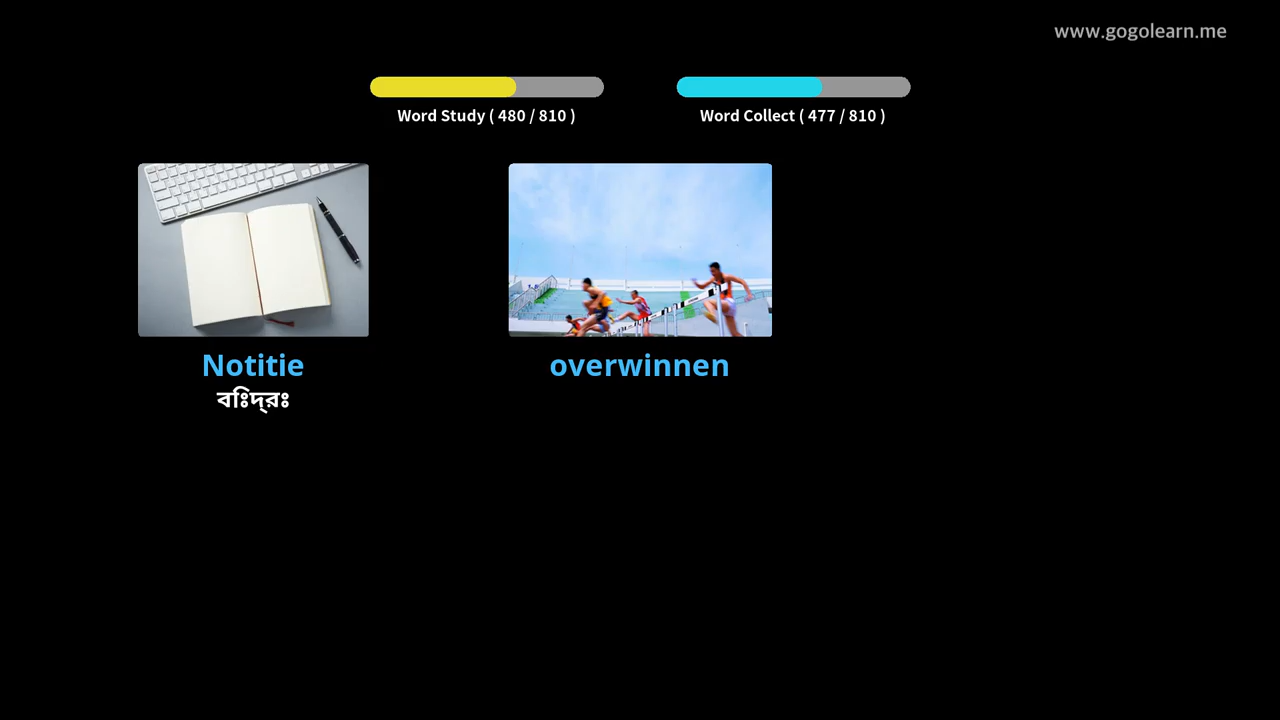 www.gogolearn.me
Word Study ( 480 / 810 )
Word Collect ( 477 / 810 )
Notitie
overwinnen
বিঃদ্রঃ